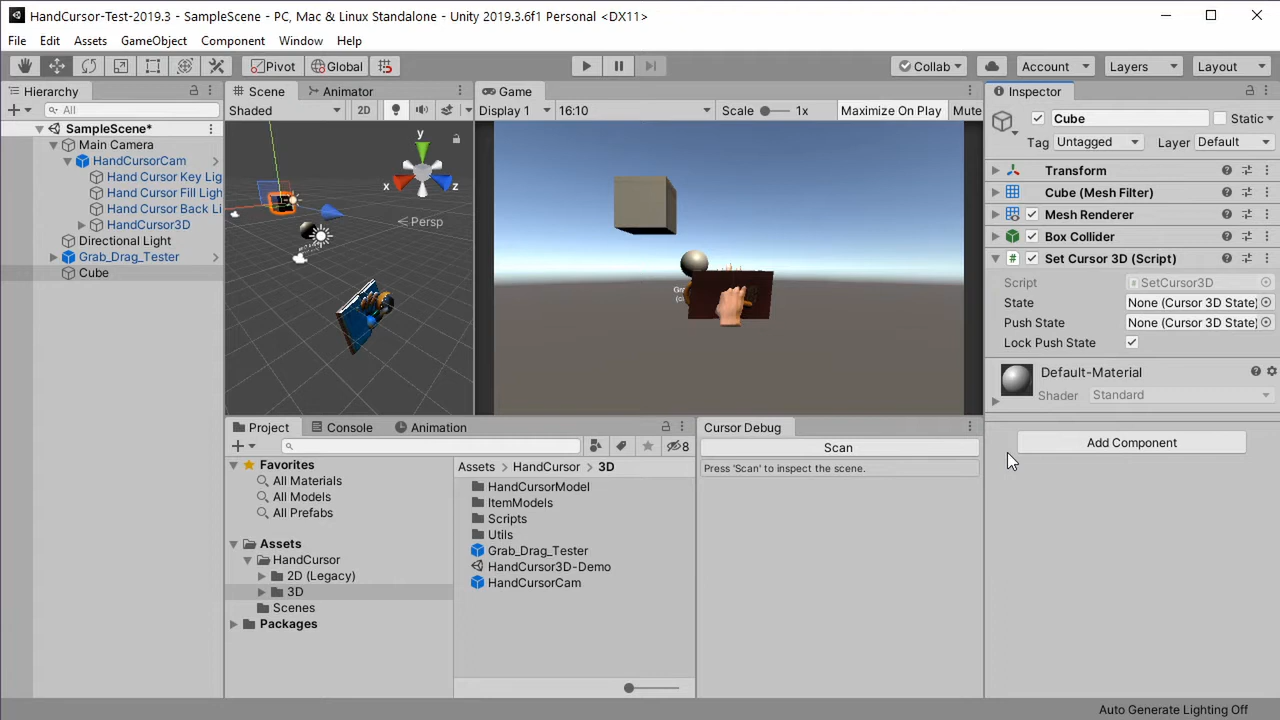 HandCursor-Test-2019.3 - SampleScene - PC, Mac & Linux Standalone - Unity 2019.3.6f1 Personal <DX11>
File Edit Assets GameObject Component Window Help
Pivot Global Collab Account Layers Layout
Hierarchy
All
SampleScene*
Main Camera
HandCursorCam
Hand Cursor Key Lig
Hand Cursor Fill Ligh
Hand Cursor Back Li
HandCursor3D
Directional Light
Grab_Drag_Tester
Cube
Scene Animator
Shaded 2D
y
x
z
Persp
Game
Display 1 16:10 Scale 1x Maximize On Play Mute
Inspector
Cube Static
Tag Untagged Layer Default
Transform
Cube (Mesh Filter)
Mesh Renderer
Box Collider
Set Cursor 3D (Script)
Script SetCursor3D
State None (Cursor 3D State)
Push State None (Cursor 3D State)
Lock Push State
Default-Material
Shader Standard
Add Component
Project Console Animation
8
Favorites
All Materials
All Models
All Prefabs
Assets
HandCursor
2D (Legacy)
3D
Scenes
Packages
Assets > HandCursor > 3D
HandCursorModel
ItemModels
Scripts
Utils
Grab_Drag_Tester
HandCursor3D-Demo
HandCursorCam
Cursor Debug
Scan
Press 'Scan' to inspect the scene.
Auto Generate Lighting Off